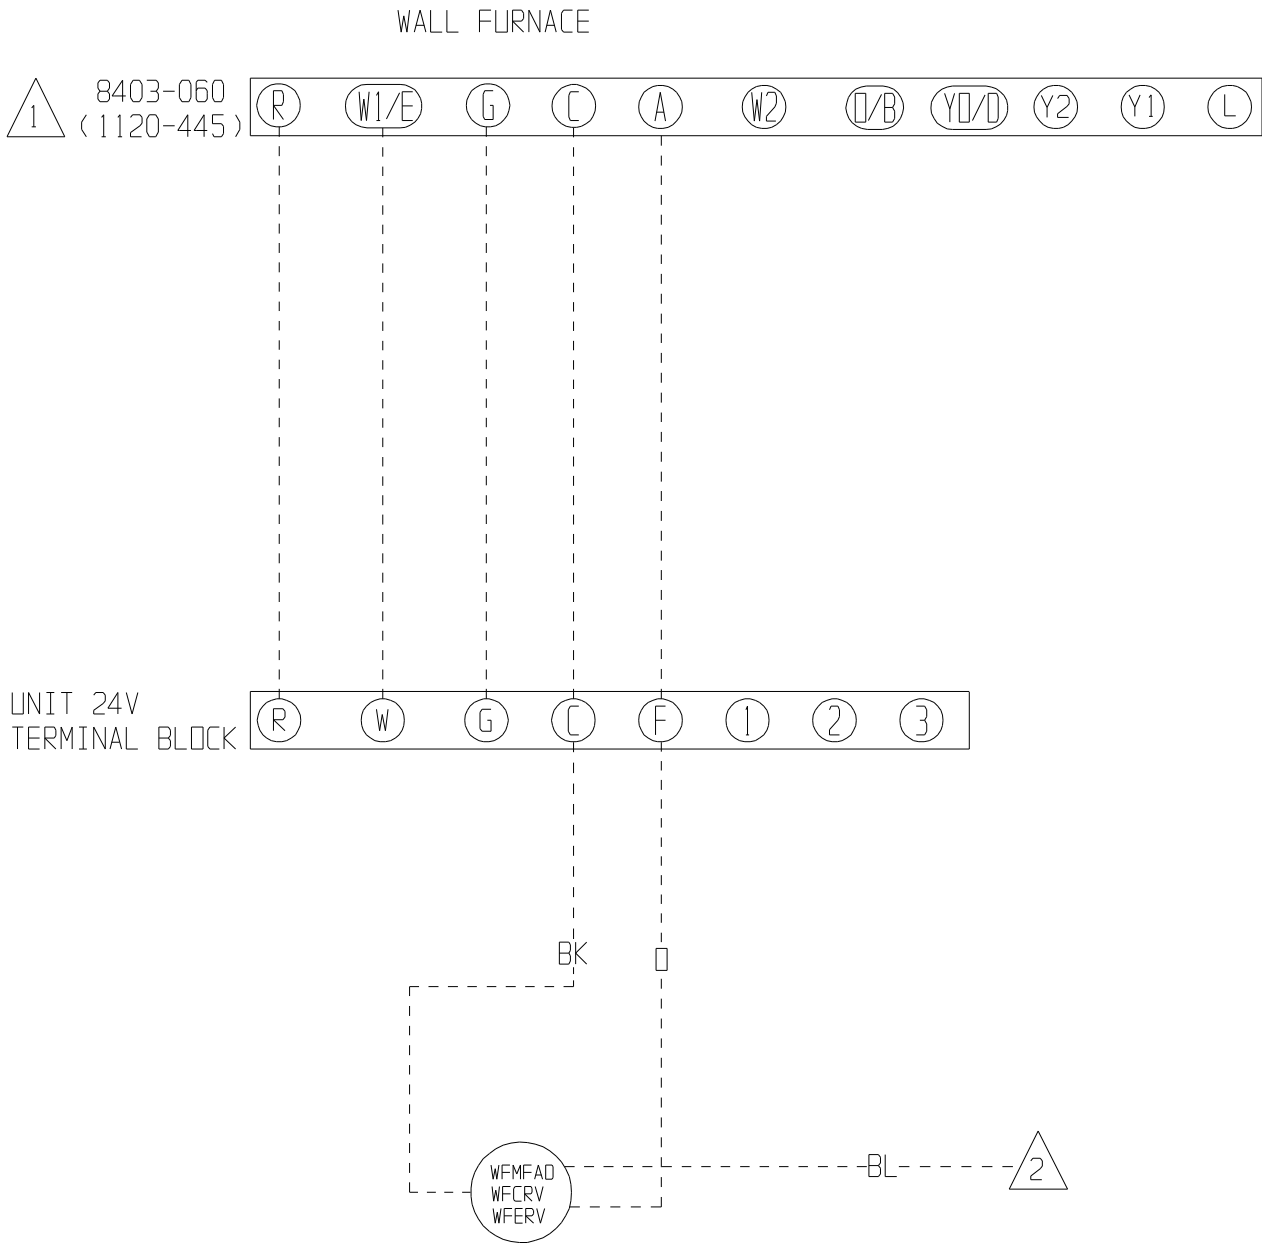 WALL FURNACE
1
8403-060
(1120-445)
R W1/E G C A W2 O/B YO/D Y2 Y1 L
UNIT 24V
TERMINAL BLOCK
R W G C F 1 2 3
BK O
WFMFAD
WFCRV
WFERV
BL 2